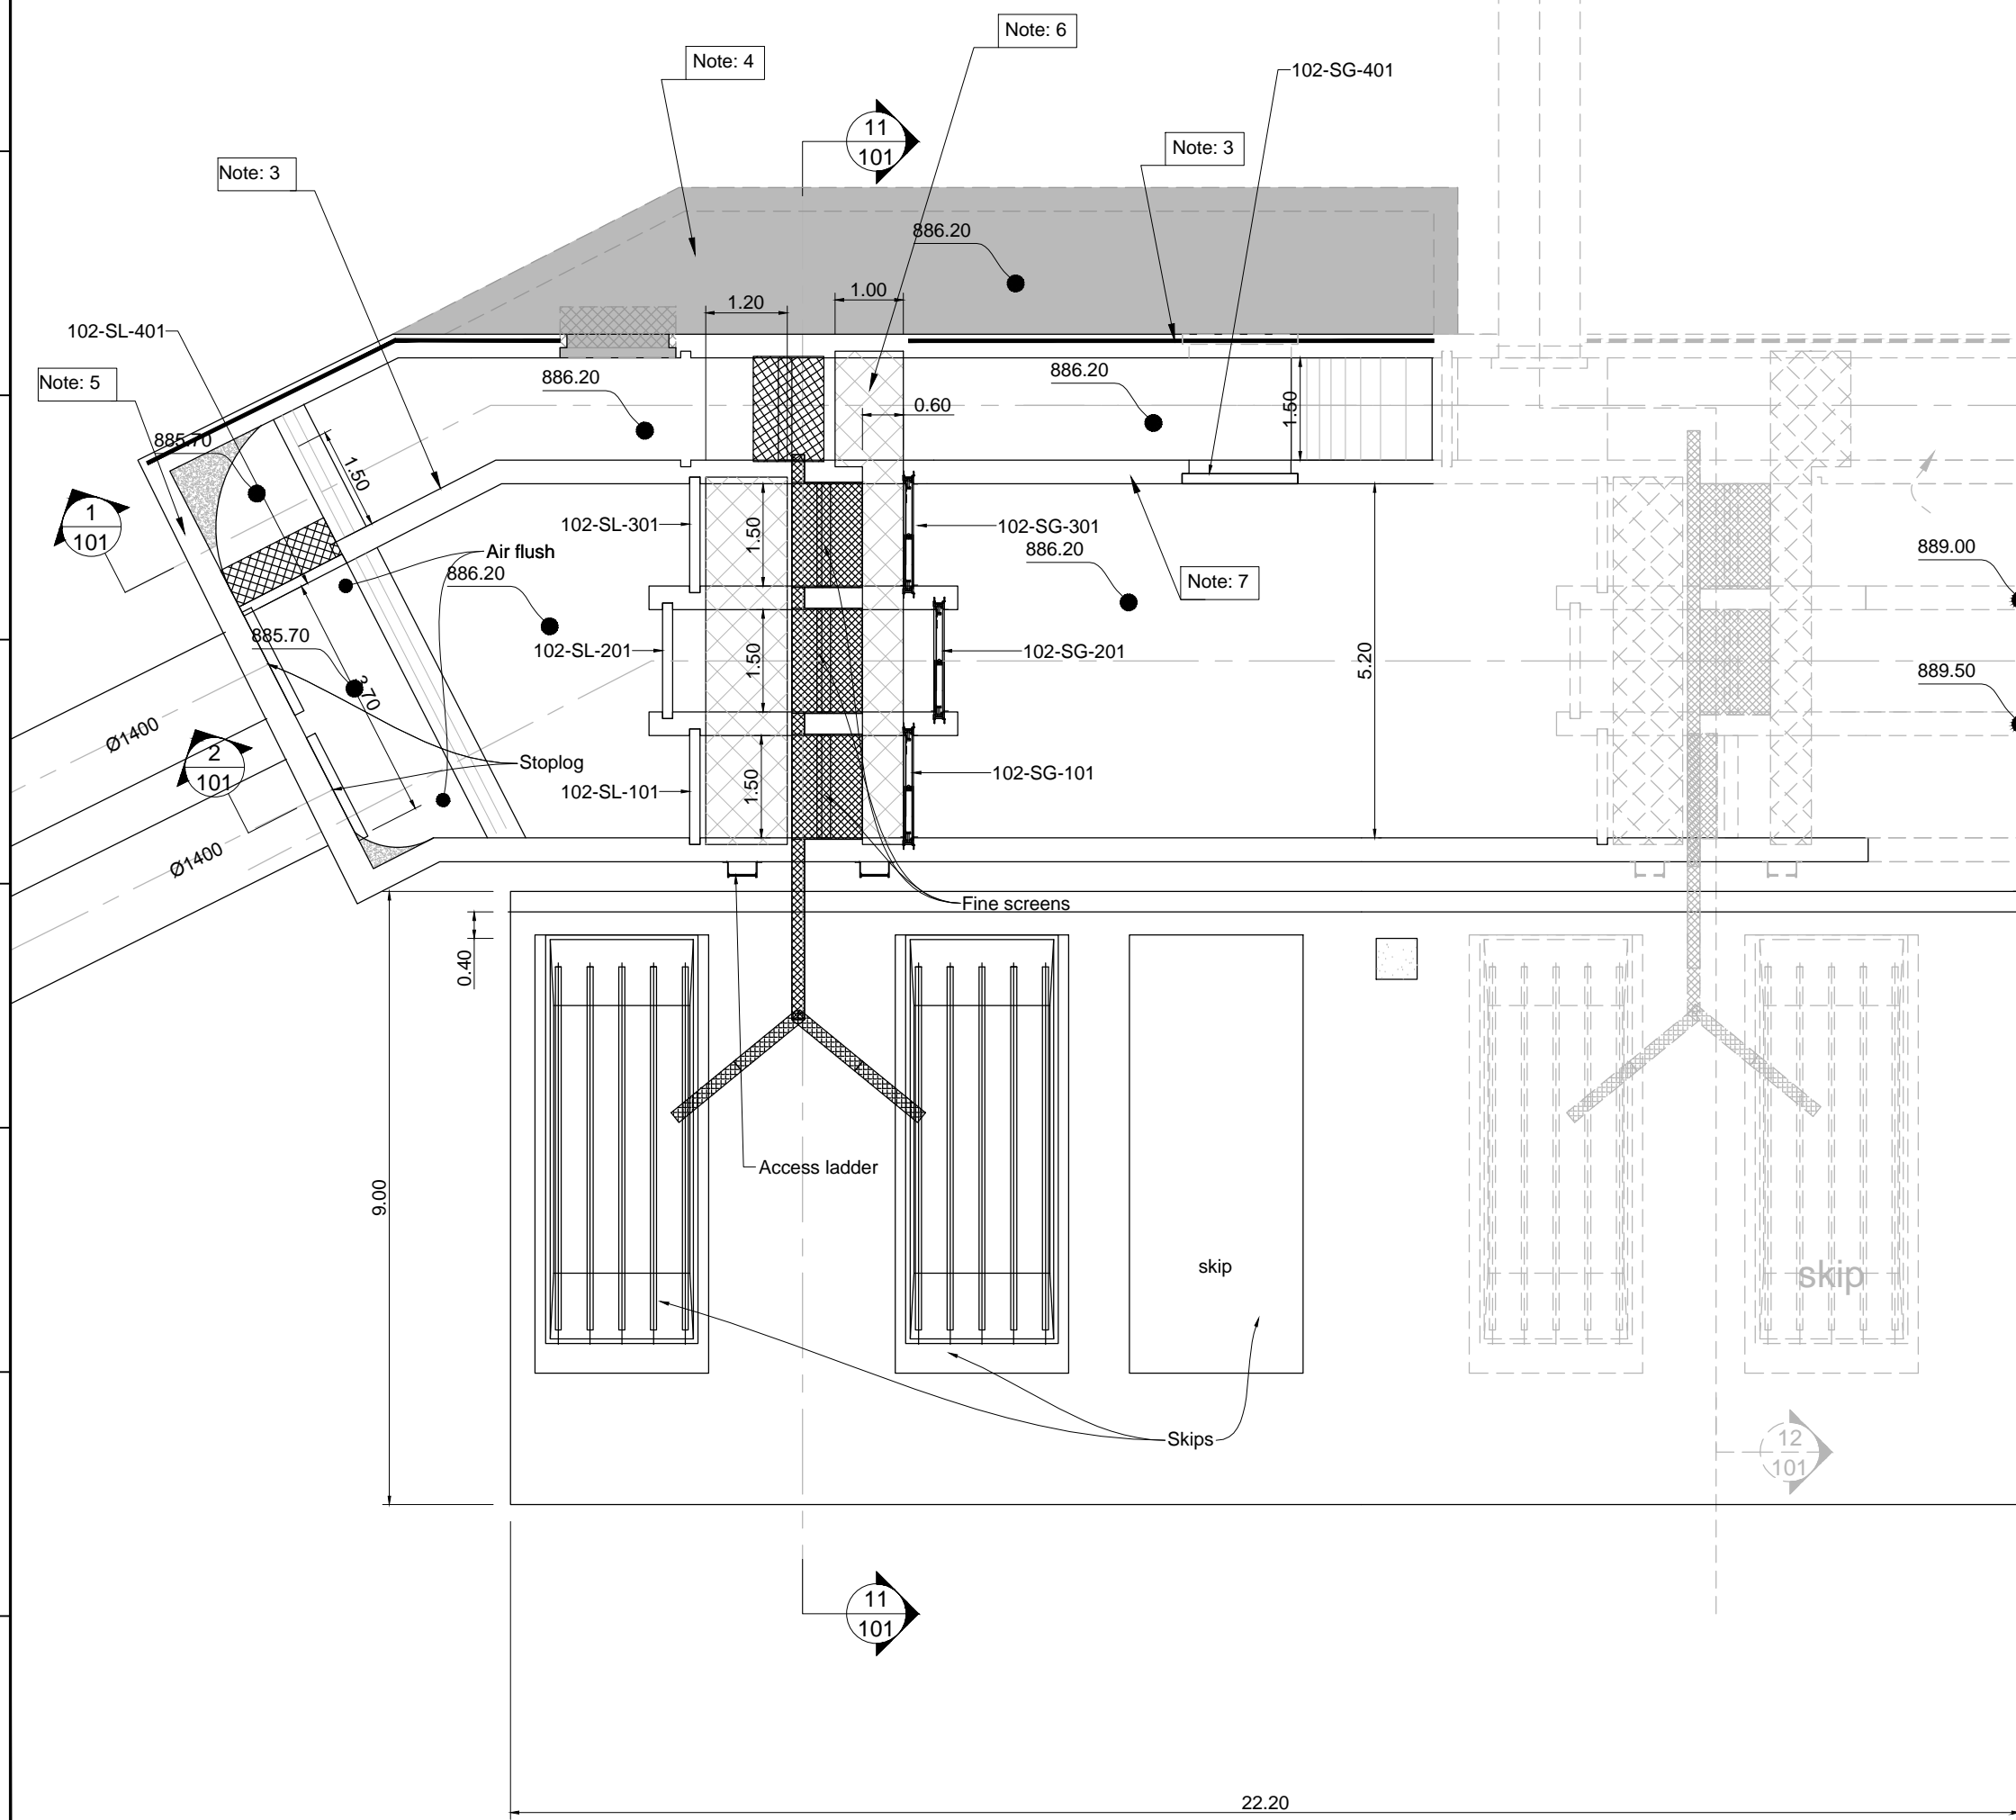 Note: 6
Note: 4
102-SG-401
11
101
Note: 3
Note: 3
886.20
1.20
1.00
102-SL-401
Note: 5
886.20
886.20
0.60
1.50
885.70
1.50
1
101
102-SL-301
1.50
102-SG-301
Air flush
886.20
886.20
889.00
Note: 7
885.70
102-SL-201
1.50
102-SG-201
5.20
889.50
3.70
Ø1400
2
101
Stoplog
102-SL-101
1.50
102-SG-101
Ø1400
Fine screens
0.40
Access ladder
9.00
skip
skip
Skips
12
101
11
101
22.20